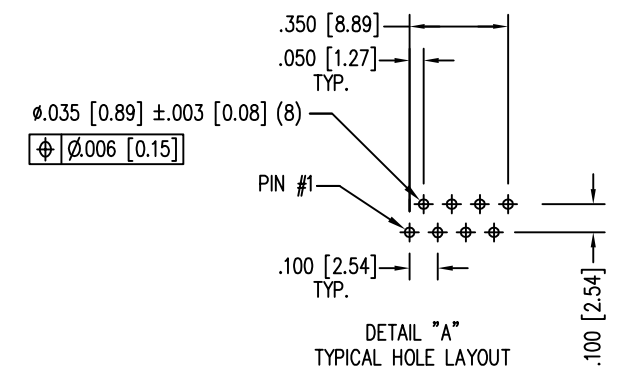 .350 [8.89]
.050 [1.27]
TYP.
⌀.035 [0.89] ±.003 [0.08] (8)
⌖ ⌀.006 [0.15]
PIN #1
.100 [2.54]
TYP.
.100 [2.54]
DETAIL "A"
TYPICAL HOLE LAYOUT